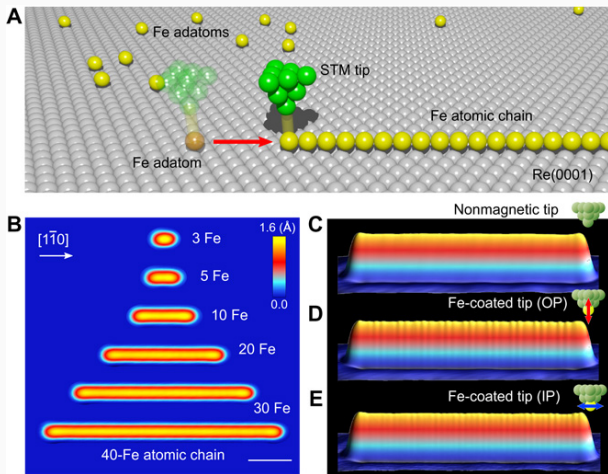 A
Fe adatoms
STM tip
Fe atomic chain
Fe adatom
Re(0001)
B
[11̅0]
1.6 (Å)
0.0
3 Fe
5 Fe
10 Fe
20 Fe
30 Fe
40-Fe atomic chain
C
Nonmagnetic tip
D
Fe-coated tip (OP)
E
Fe-coated tip (IP)